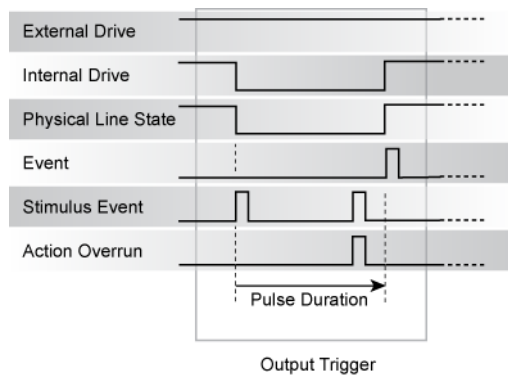 External Drive
Internal Drive
Physical Line State
Event
Stimulus Event
Action Overrun
Pulse Duration
Output Trigger